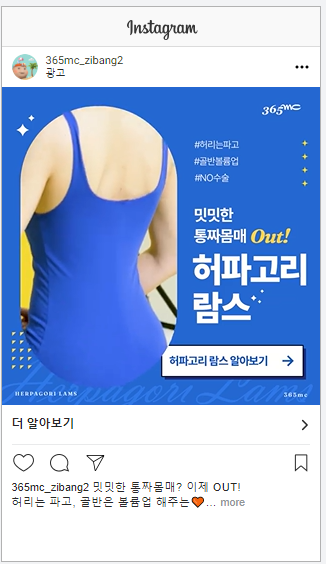 Instagram
365mc_zibang2
광고
365mc
#허리는파고
#골반볼륨업
#NO수술
밋밋한
통짜몸매 Out!
허파고리
람스
허파고리 람스 알아보기
Herpagori Lams
HERPAGORI LAMS
365mc
더 알아보기
365mc_zibang2 밋밋한 통짜몸매? 이제 OUT!
허리는 파고, 골반은 볼륨업 해주는🧡... more